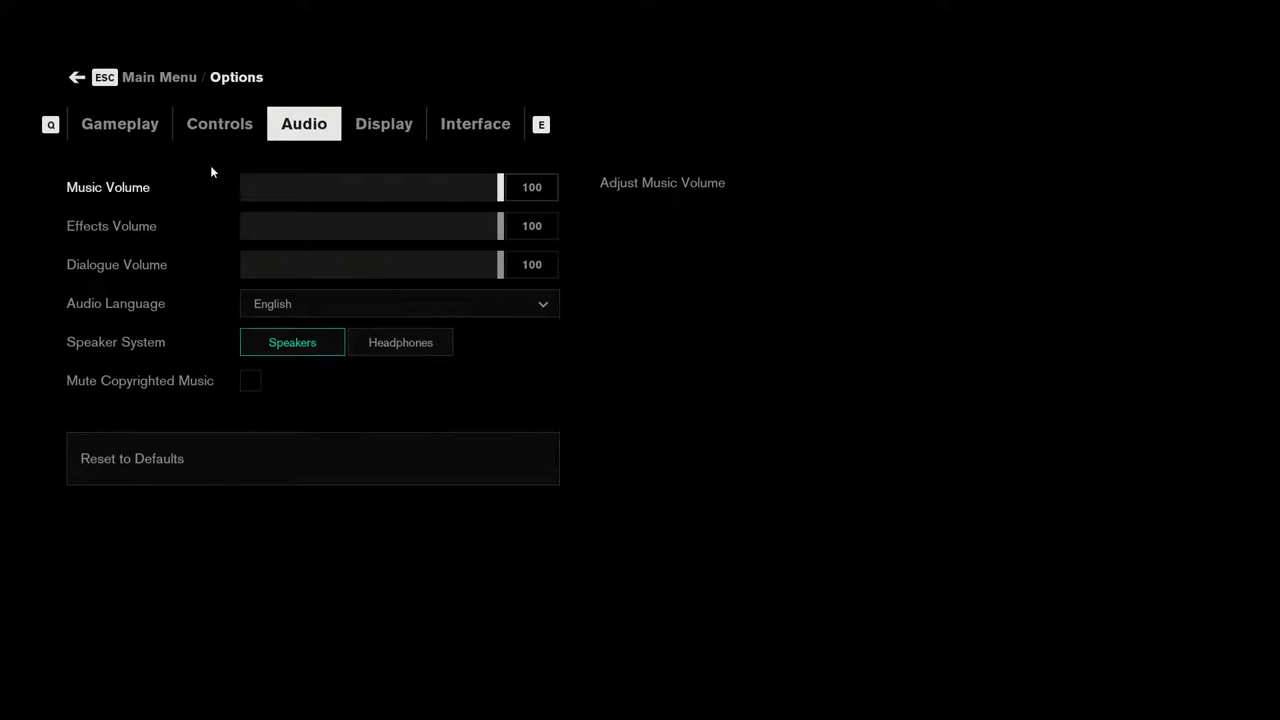 ESC Main Menu / Options
Q Gameplay Controls Audio Display Interface E
Music Volume 100 Adjust Music Volume
Effects Volume 100
Dialogue Volume 100
Audio Language English
Speaker System Speakers Headphones
Mute Copyrighted Music
Reset to Defaults